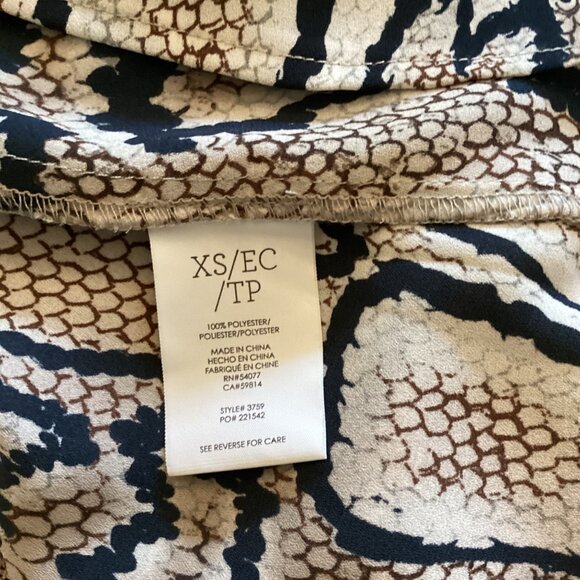 XS/EC
/TP
100% POLYESTER/
POLIESTER/POLYESTER
MADE IN CHINA
HECHO EN CHINA
FABRIQUÉ EN CHINE
RN#54077
CA#59814
STYLE# 3759
PO# 221542
SEE REVERSE FOR CARE